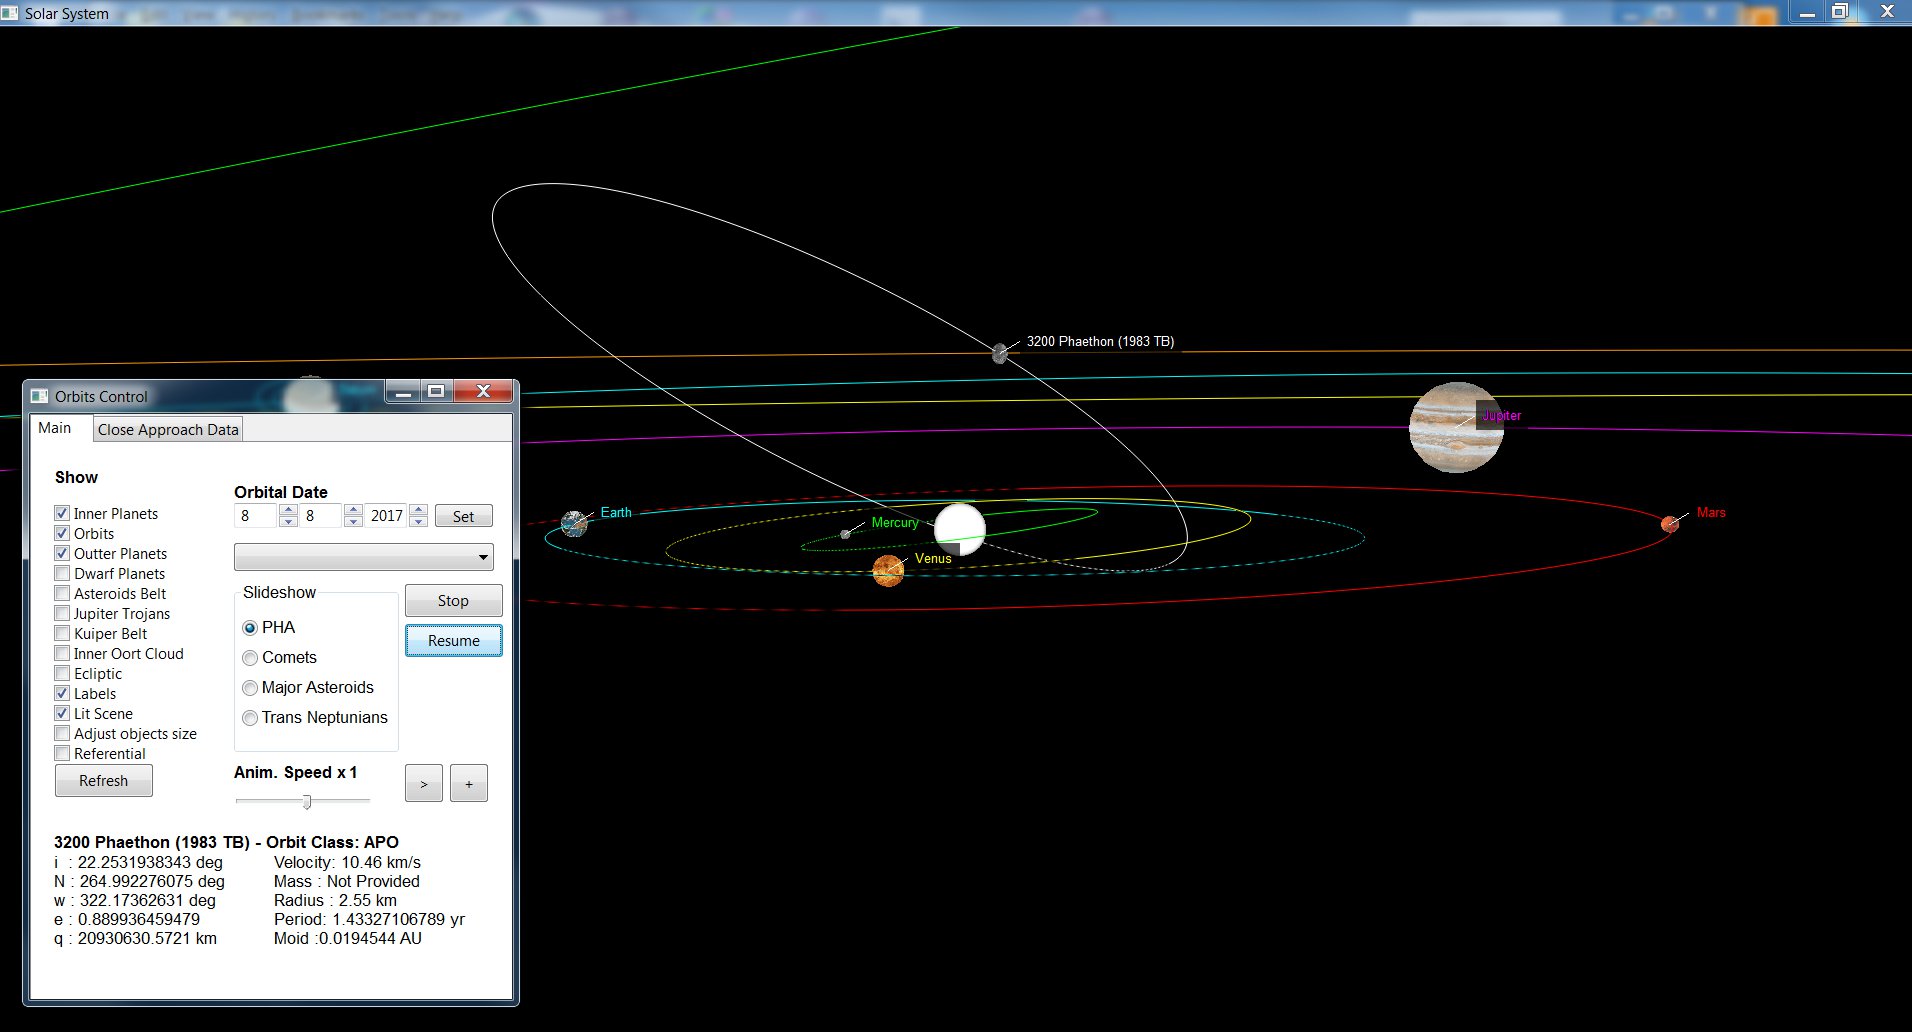 Solar System
3200 Phaethon (1983 TB)
Jupiter
Earth
Mercury
Venus
Mars
Orbits Control
Main
Close Approach Data
Show
Inner Planets
Orbits
Outter Planets
Dwarf Planets
Asteroids Belt
Jupiter Trojans
Kuiper Belt
Inner Oort Cloud
Ecliptic
Labels
Lit Scene
Adjust objects size
Referential
Refresh
Orbital Date
8 8 2017 Set
Slideshow
PHA
Comets
Major Asteroids
Trans Neptunians
Stop
Resume
Anim. Speed x 1
> +
3200 Phaethon (1983 TB) - Orbit Class: APO
i : 22.2531938343 deg Velocity: 10.46 km/s
N : 264.992276075 deg Mass : Not Provided
w : 322.17362631 deg Radius : 2.55 km
e : 0.889936459479 Period: 1.43327106789 yr
q : 20930630.5721 km Moid :0.0194544 AU